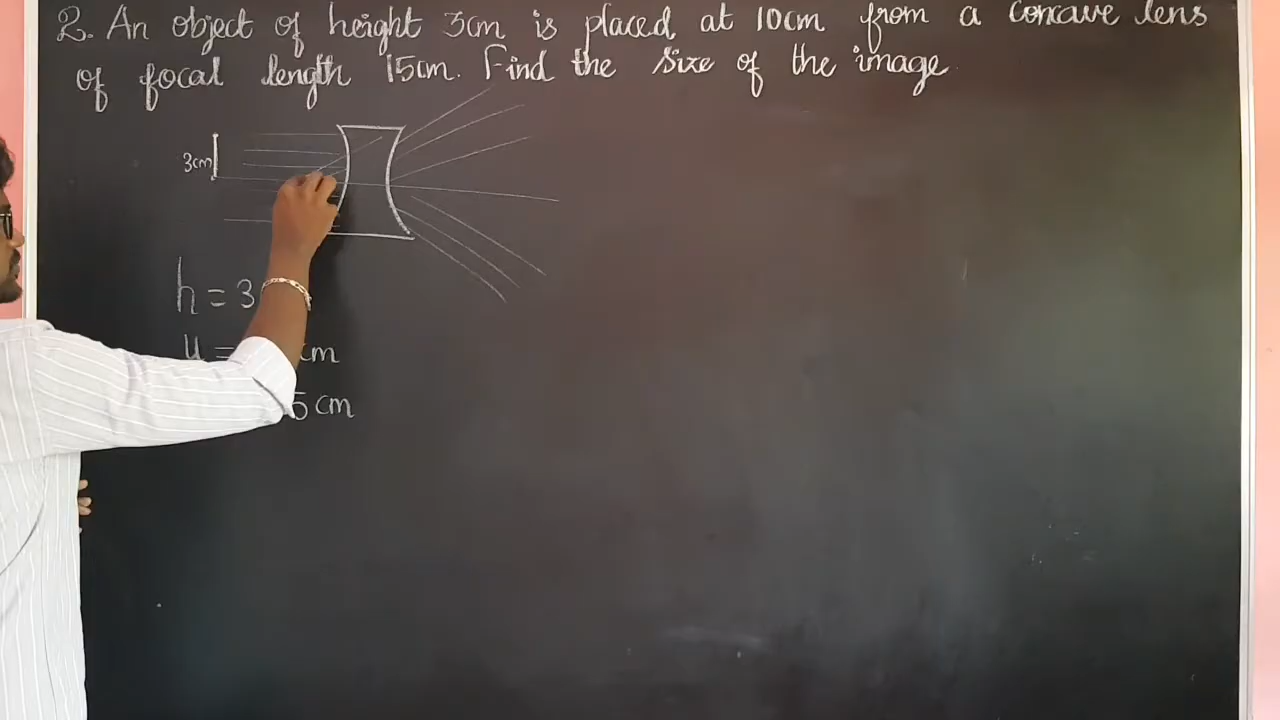 2. An object of height 3cm is placed at 10cm from a concave lens
of focal length 15cm. Find the size of the image.
3cm
h = 3
u = cm
5 cm